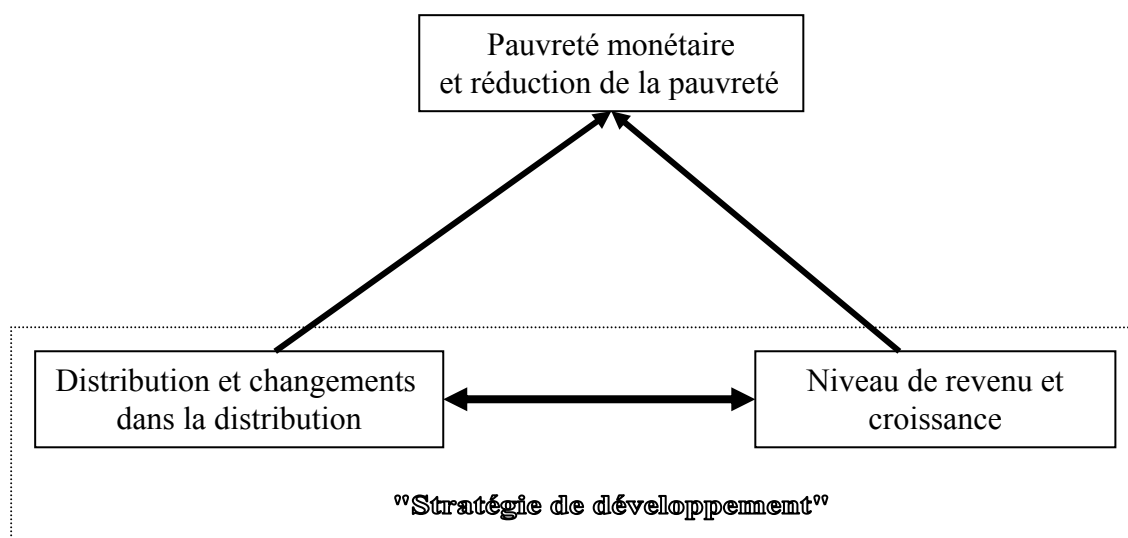 Pauvreté monétaire
et réduction de la pauvreté
Distribution et changements
dans la distribution
Niveau de revenu et
croissance
"Stratégie de développement"